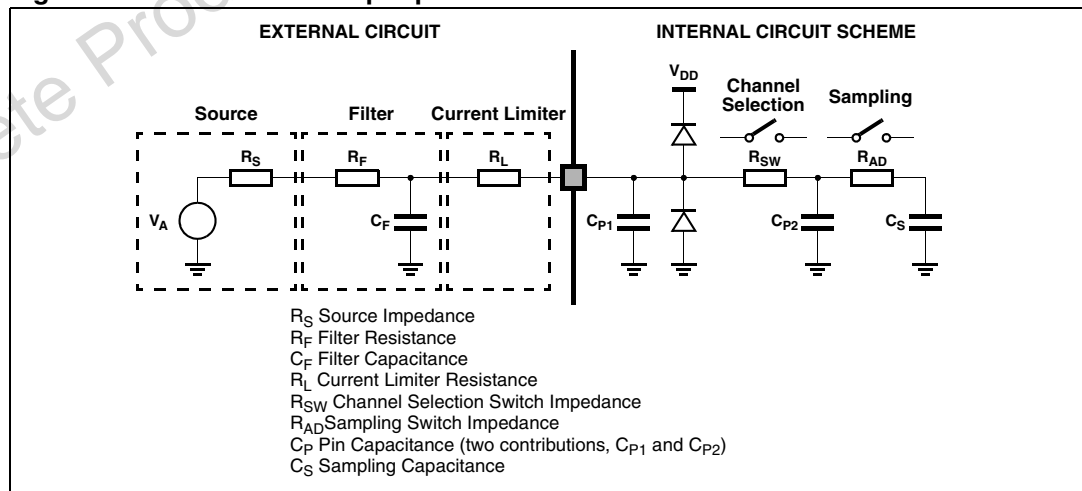 EXTERNAL CIRCUIT
INTERNAL CIRCUIT SCHEME
Source
Filter
Current Limiter
VDD
Channel
Selection
Sampling
RS
RF
RL
RSW
RAD
VA
CF
CP1
CP2
CS
RS Source Impedance
RF Filter Resistance
CF Filter Capacitance
RL Current Limiter Resistance
RSW Channel Selection Switch Impedance
RADSampling Switch Impedance
CP Pin Capacitance (two contributions, CP1 and CP2)
CS Sampling Capacitance